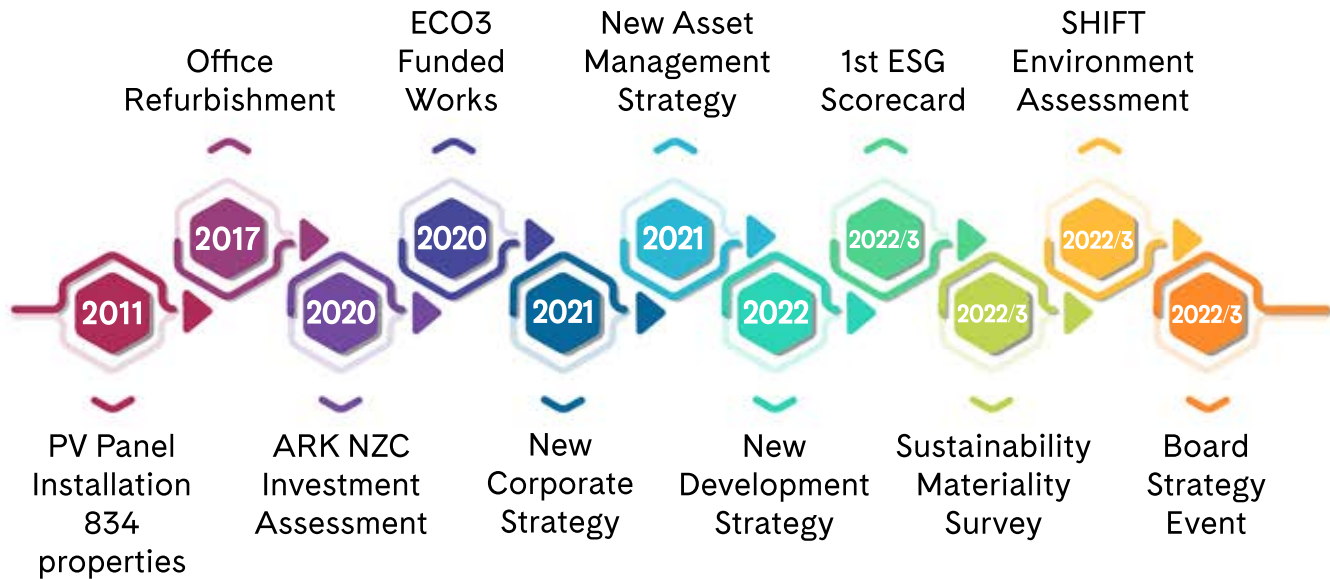 2011
PV Panel
Installation
834
properties
2017
Office
Refurbishment
2020
ARK NZC
Investment
Assessment
2020
ECO3
Funded
Works
2021
New
Corporate
Strategy
2021
New Asset
Management
Strategy
2022
New
Development
Strategy
2022/3
1st ESG
Scorecard
2022/3
Sustainability
Materiality
Survey
2022/3
SHIFT
Environment
Assessment
2022/3
Board
Strategy
Event